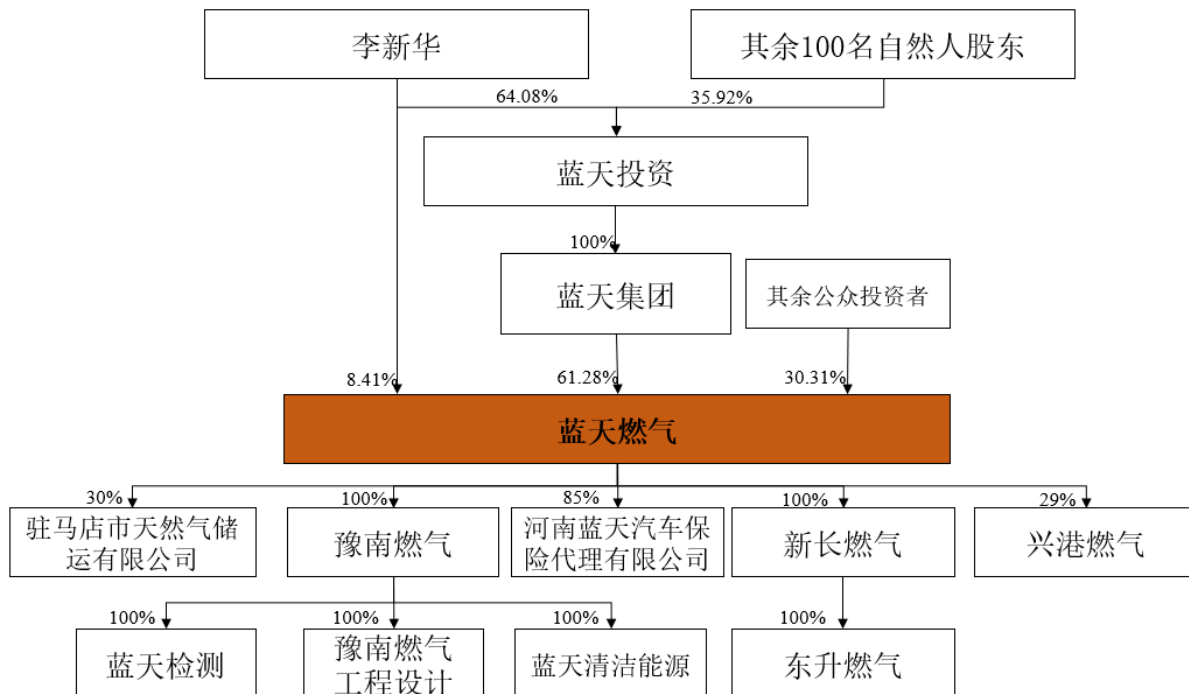 李新华
其余100名自然人股东
64.08%
35.92%
蓝天投资
100%
蓝天集团
其余公众投资者
8.41%
61.28%
30.31%
蓝天燃气
30%
100%
85%
100%
29%
驻马店市天然气储
运有限公司
豫南燃气
河南蓝天汽车保
险代理有限公司
新长燃气
兴港燃气
100%
100%
100%
100%
蓝天检测
豫南燃气
工程设计
蓝天清洁能源
东升燃气